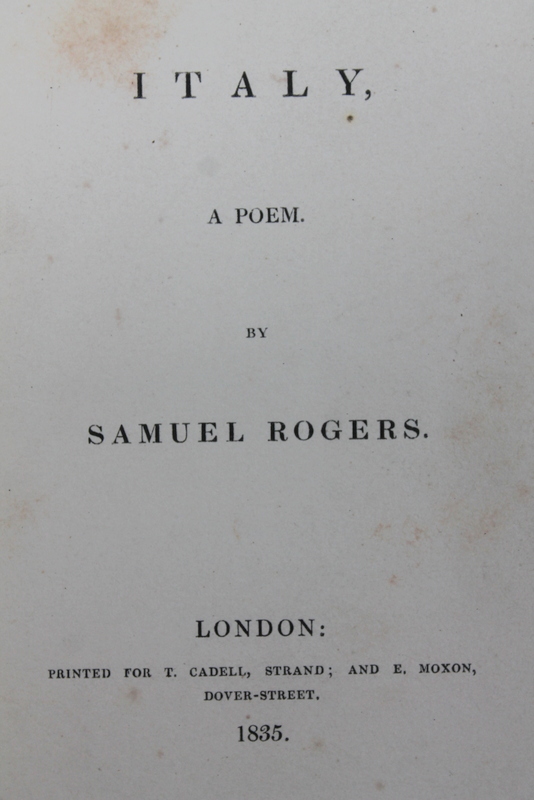 ITALY,
A POEM.
BY
SAMUEL ROGERS.
LONDON:
PRINTED FOR T. CADELL, STRAND; AND E. MOXON,
DOVER-STREET.
1835.